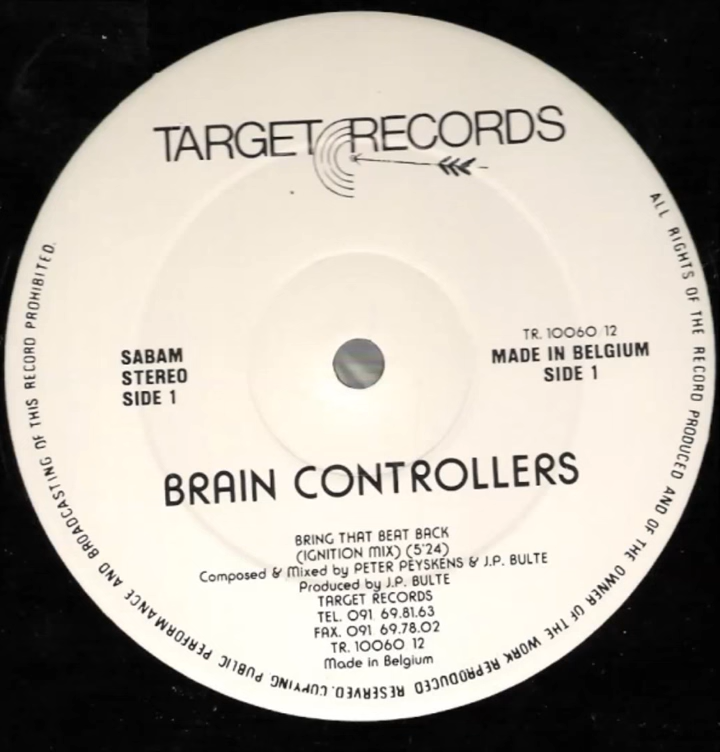 TARGET RECORDS
SABAM
STEREO
SIDE 1
TR. 10060 12
MADE IN BELGIUM
SIDE 1
BRAIN CONTROLLERS
BRING THAT BEAT BACK
(IGNITION MIX) (5'24)
Composed & Mixed by PETER PEYSKENS & J.P. BULTE
Produced by J.P. BULTE
TARGET RECORDS
TEL. 091 69.81.63
FAX. 091 69.78.02
TR. 10060 12
Made in Belgium
ALL RIGHTS OF THE RECORD PRODUCED AND OF THE OWNER OF THE WORK REPRODUCED RESERVED. COPYING PUBLIC PERFORMANCE AND BROADCASTING OF THIS RECORD PROHIBITED.